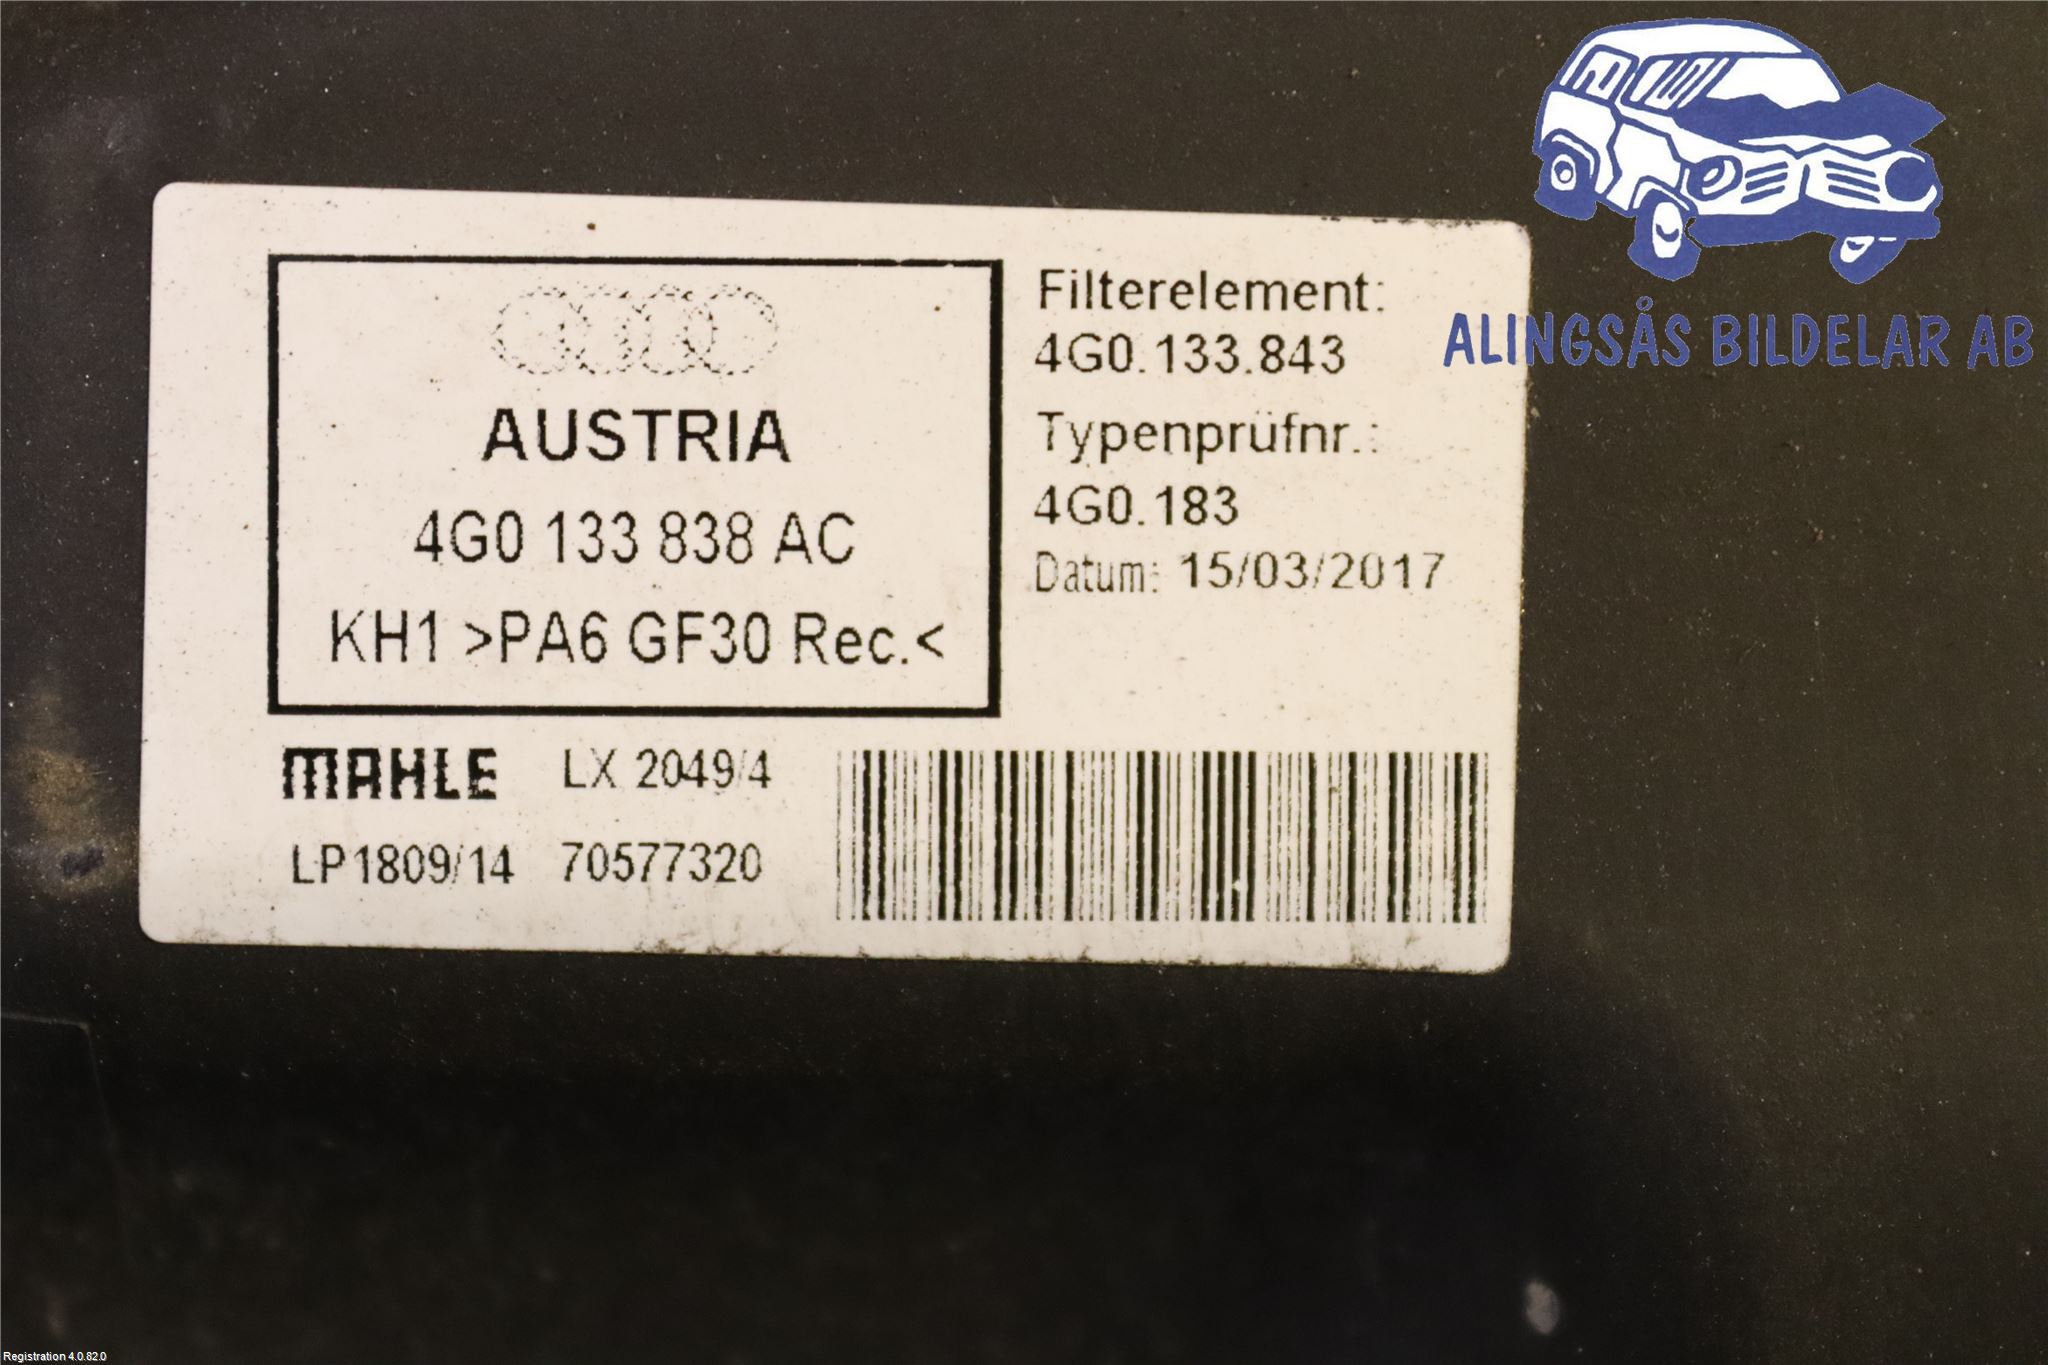 AUSTRIA
4G0 133 838 AC
KH1 >PA6 GF30 Rec.<
Filterelement:
4G0.133.843
Typenprüfnr.:
4G0.183
Datum: 15/03/2017
MAHLE LX 2049/4
LP1809/14 70577320
ALINGSÅS BILDELAR AB
Registration 4.0.82.0